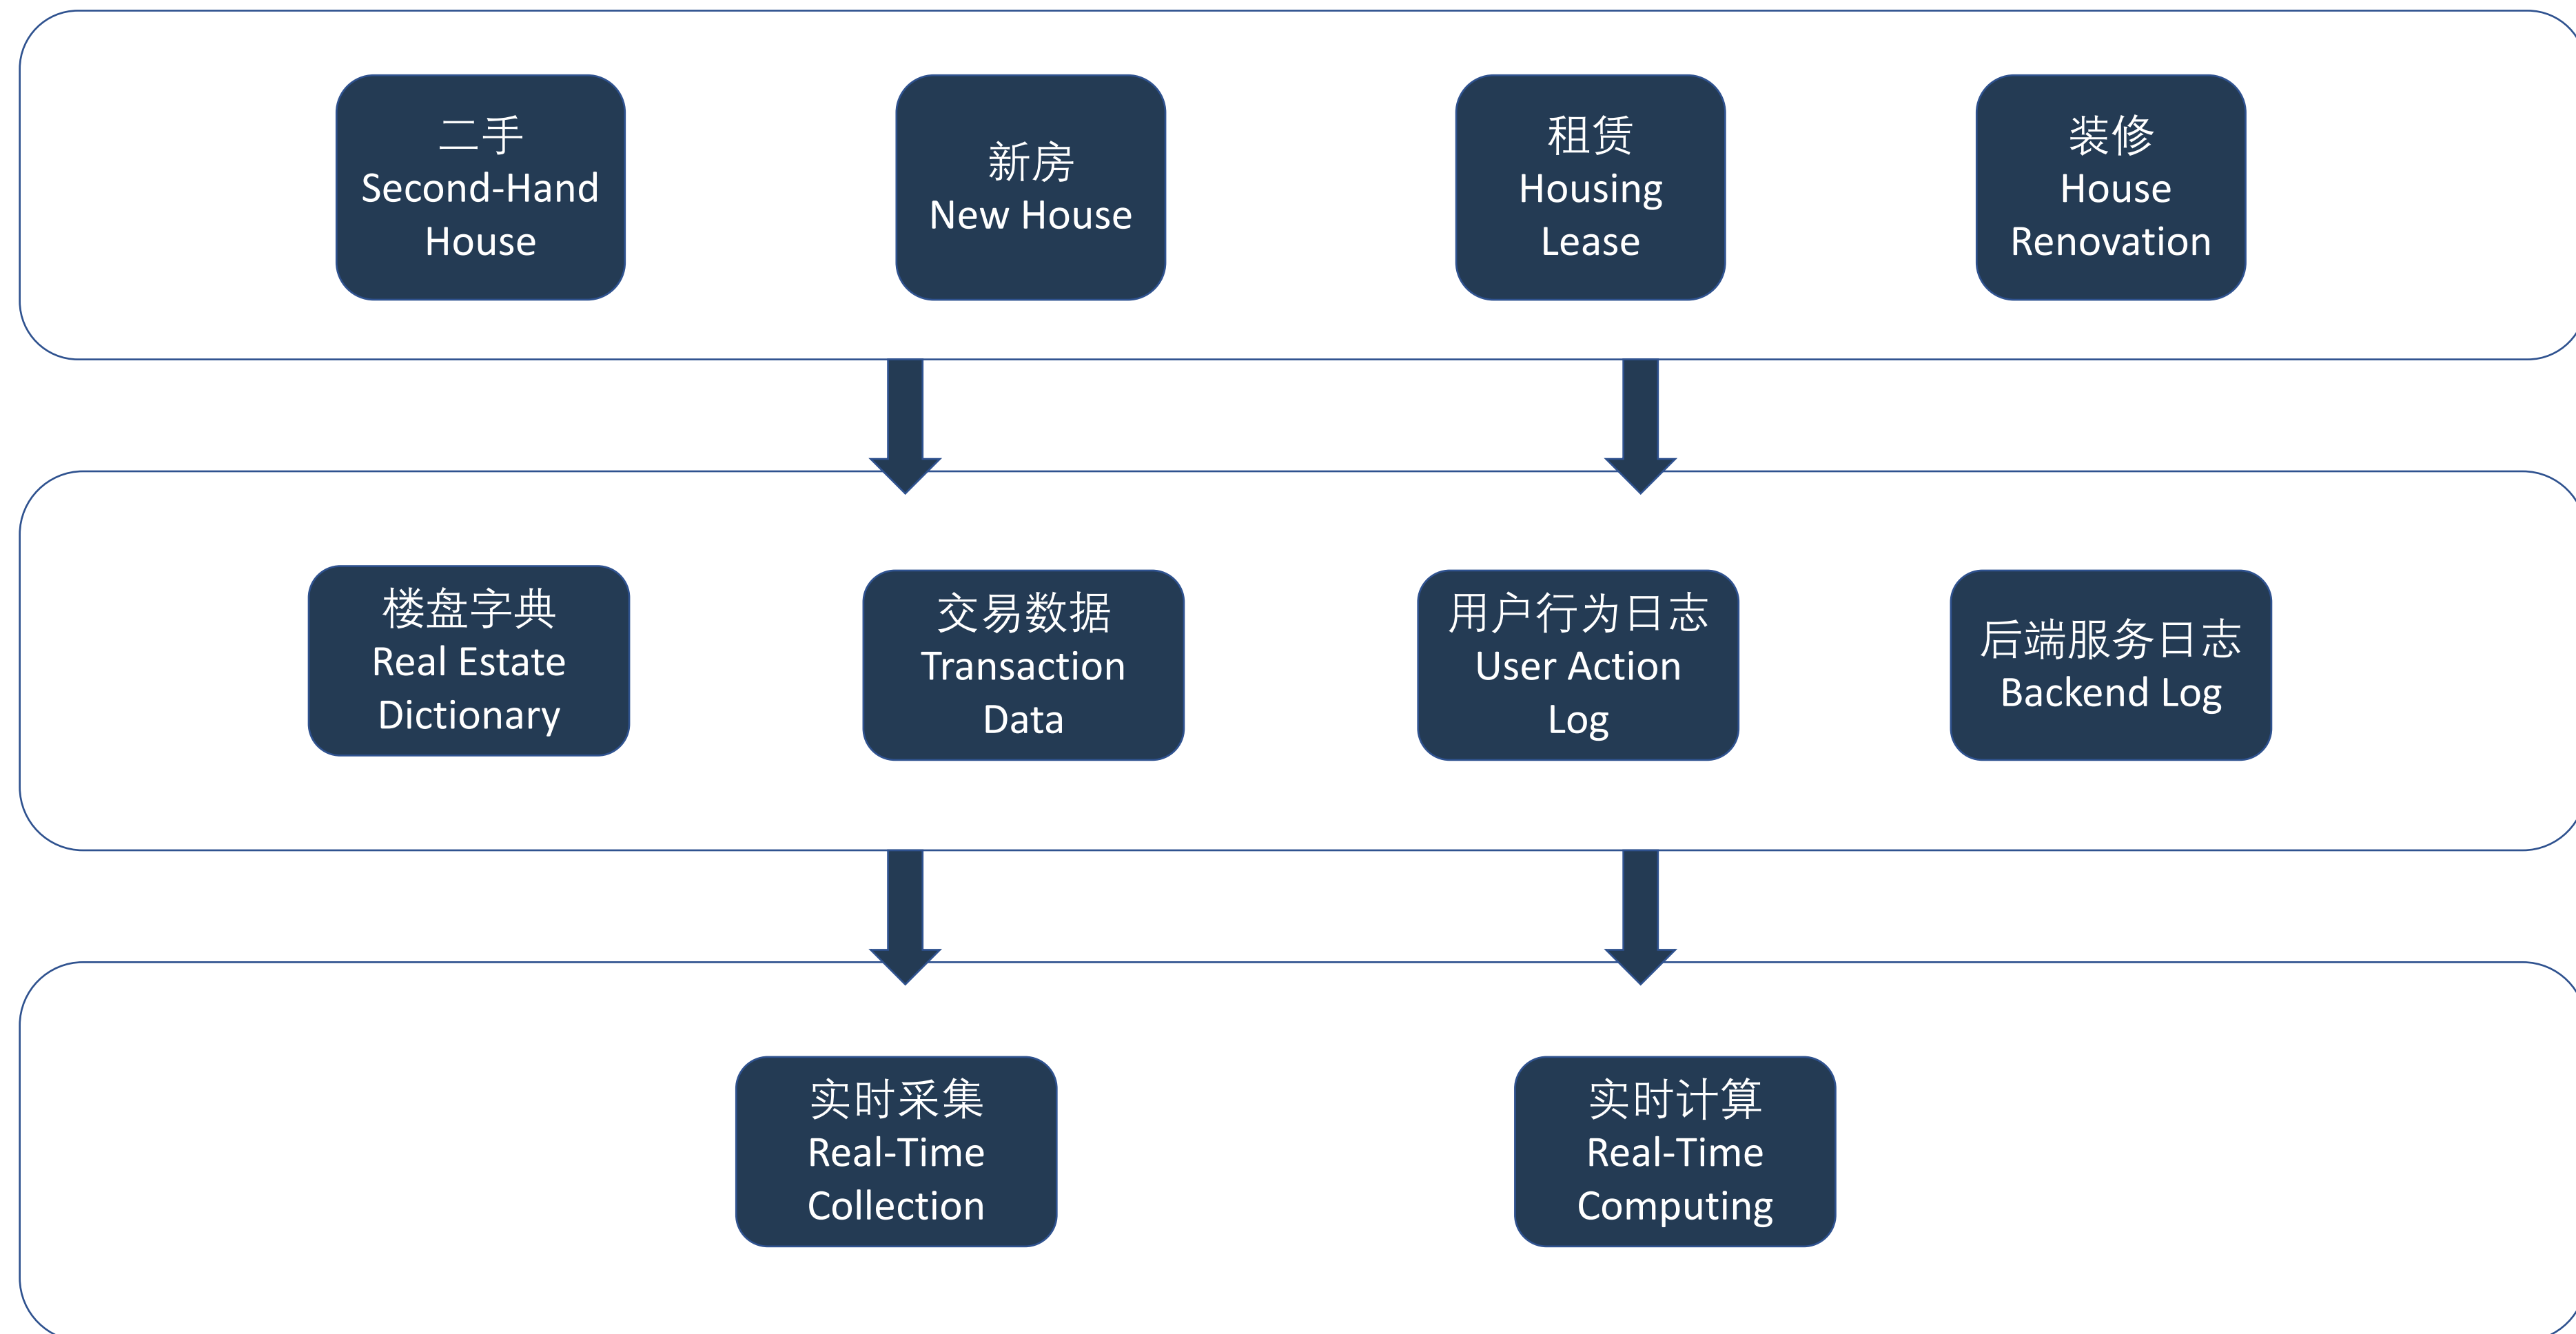 二手
Second-Hand
House
新房
New House
租赁
Housing
Lease
装修
House
Renovation
楼盘字典
Real Estate
Dictionary
交易数据
Transaction
Data
用户行为日志
User Action
Log
后端服务日志
Backend Log
实时采集
Real-Time
Collection
实时计算
Real-Time
Computing